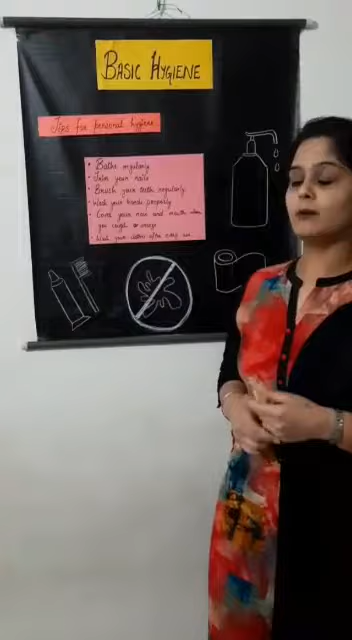 BASIC HYGIENE
Tips for personal hygiene
• Bathe regularly
• Trim your nails
• Brush your teeth regularly
• Wash your hands properly
• Cover your nose and mouth when
you cough or sneeze
• Wash your clothes after every use